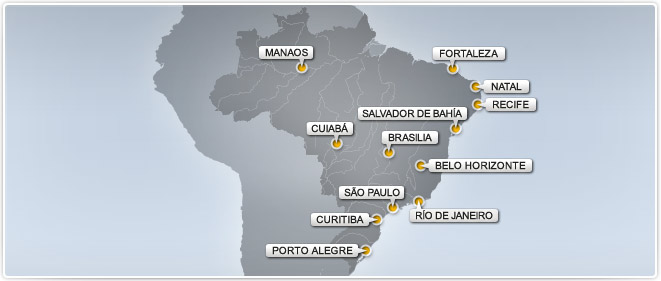 MANAOS
FORTALEZA
NATAL
RECIFE
SALVADOR DE BAHÍA
CUIABÁ
BRASILIA
BELO HORIZONTE
SÃO PAULO
RÍO DE JANEIRO
CURITIBA
PORTO ALEGRE